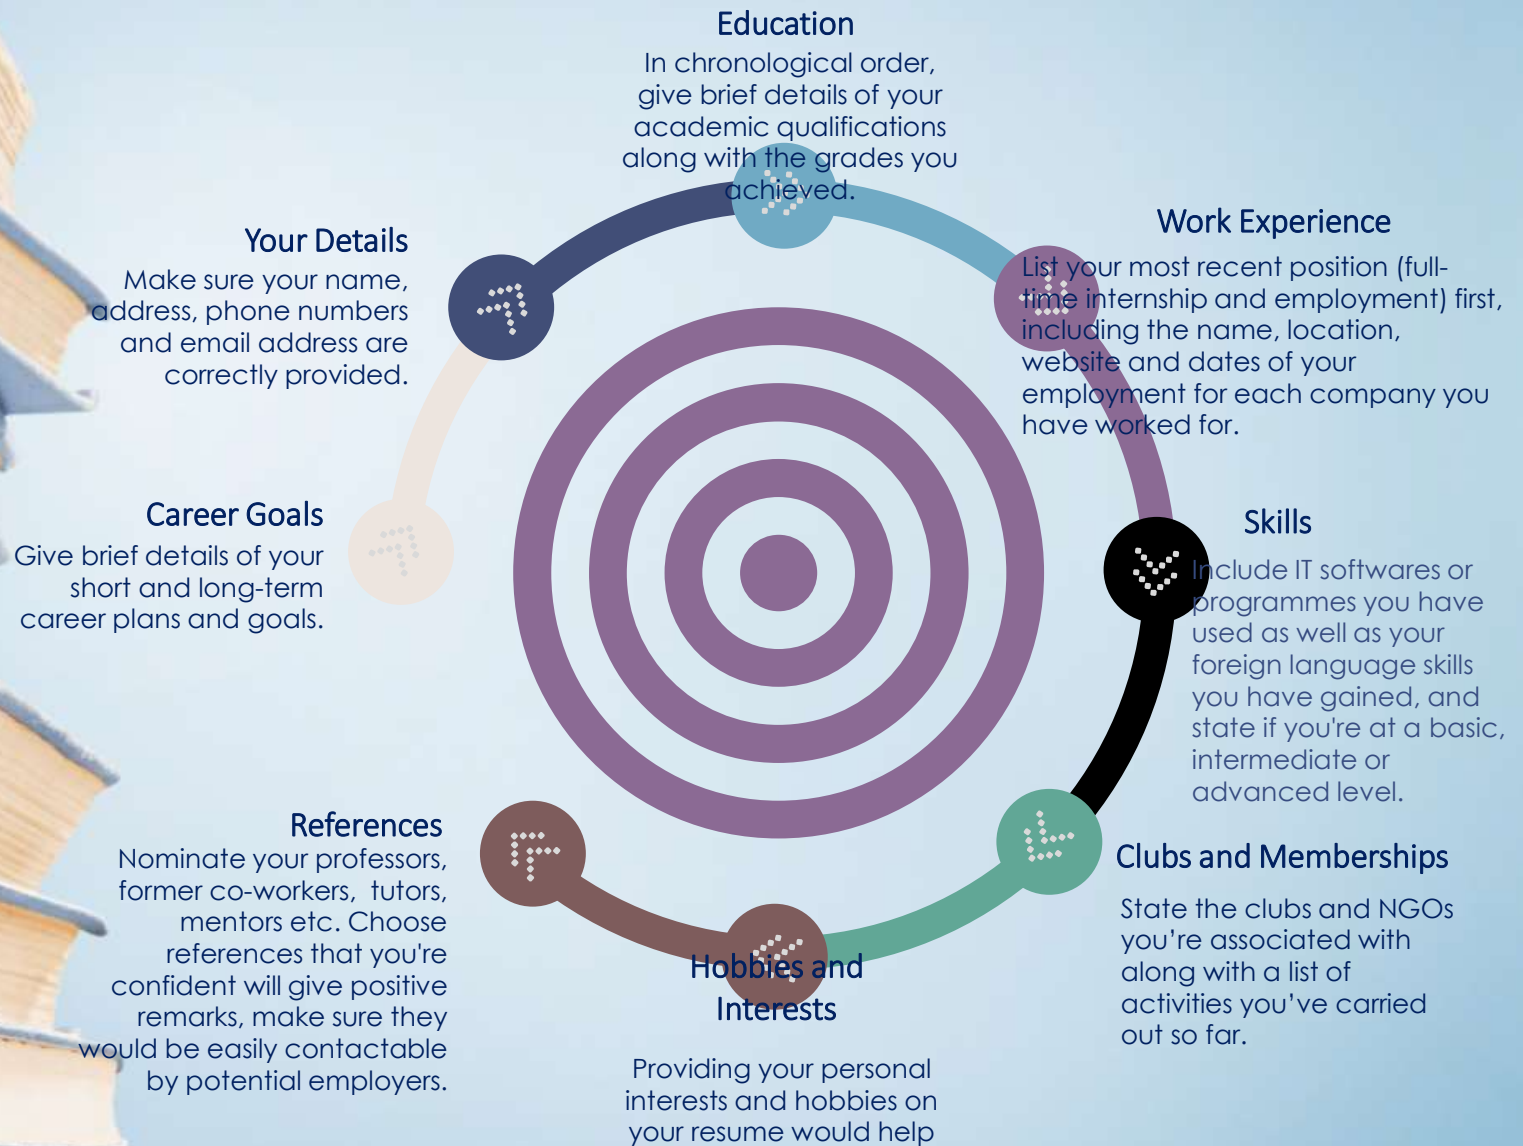 Education
In chronological order,
give brief details of your
academic qualifications
along with the grades you
achieved.
Your Details
Make sure your name,
address, phone numbers
and email address are
correctly provided.
Work Experience
List your most recent position (full-
time internship and employment) first,
including the name, location,
website and dates of your
employment for each company you
have worked for.
Career Goals
Give brief details of your
short and long-term
career plans and goals.
Skills
Include IT softwares or
programmes you have
used as well as your
foreign language skills
you have gained, and
state if you're at a basic,
intermediate or
advanced level.
References
Nominate your professors,
former co-workers,  tutors,
mentors etc. Choose
references that you're
confident will give positive
remarks, make sure they
would be easily contactable
by potential employers.
Clubs and Memberships
State the clubs and NGOs
you’re associated with
along with a list of
activities you’ve carried
out so far.
Hobbies and
Interests
Providing your personal
interests and hobbies on
your resume would help